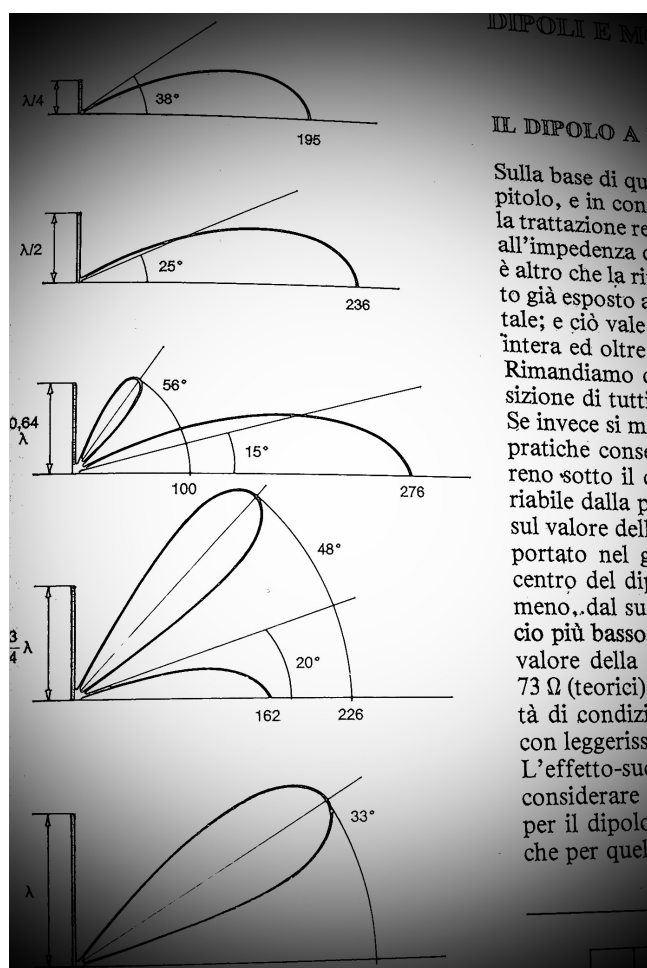 DIPOLI E
IL DIPOLO A
Sulla base di qu
pitolo, e in con
la trattazione re
all'impedenza
è altro che la ri
to già esposto a
tale; e ciò vale
intera ed oltre
Rimandiamo
sizione di tutti
Se invece si m
pratiche conse
reno sotto il
riabile dalla p
sul valore dell
portato nel g
centro del dip
meno, dal su
cio più basso
valore della
73 Ω (teorici)
tà di condizi
con leggeriss
L'effetto-suo
considerare
per il dipolo
che per quel
λ/4
38°
195
λ/2
25°
236
0,64
λ
56°
15°
100
276
3/4 λ
48°
20°
162
226
λ
33°